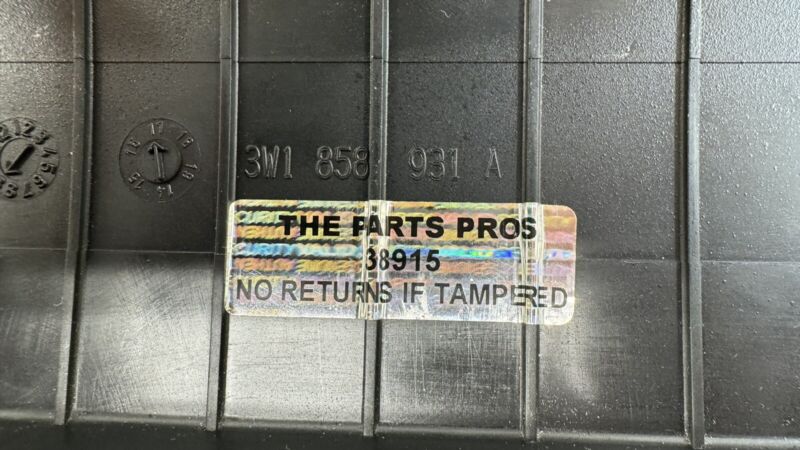 3W1 858 931 A
THE PARTS PROS
38915
NO RETURNS IF TAMPERED